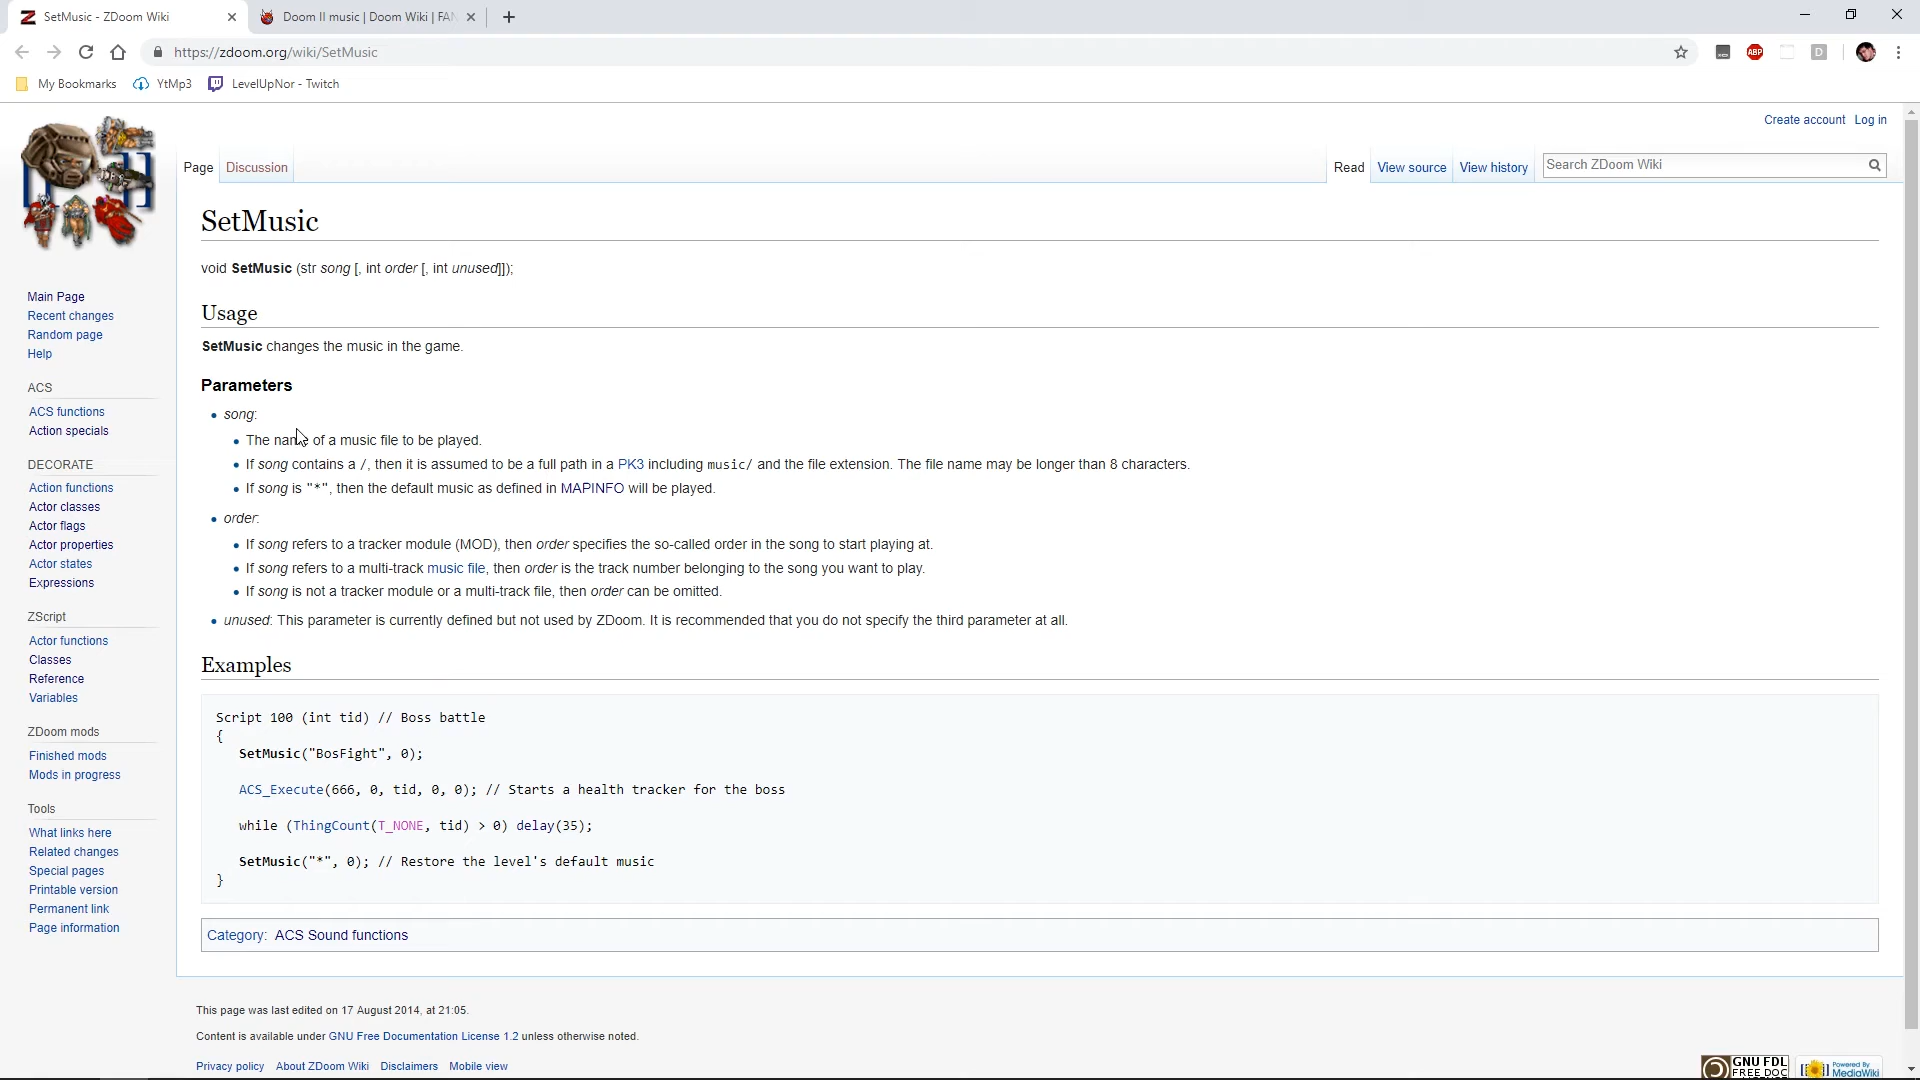 SetMusic - ZDoom Wiki
Doom II music | Doom Wiki | FAN
https://zdoom.org/wiki/SetMusic
ABP
D
My Bookmarks
YtMp3
LevelUpNor - Twitch
Create account Log in
Page Discussion
Read View source View history
Search ZDoom Wiki
SetMusic
void SetMusic (str song [, int order [, int unused]]);
Usage
SetMusic changes the music in the game.
Parameters
song:
The name of a music file to be played.
If song contains a /, then it is assumed to be a full path in a PK3 including music/ and the file extension. The file name may be longer than 8 characters.
If song is "*", then the default music as defined in MAPINFO will be played.
order:
If song refers to a tracker module (MOD), then order specifies the so-called order in the song to start playing at.
If song refers to a multi-track music file, then order is the track number belonging to the song you want to play.
If song is not a tracker module or a multi-track file, then order can be omitted.
unused: This parameter is currently defined but not used by ZDoom. It is recommended that you do not specify the third parameter at all.
Examples
Script 100 (int tid) // Boss battle
{
SetMusic("BosFight", 0);
ACS_Execute(666, 0, tid, 0, 0); // Starts a health tracker for the boss
while (ThingCount(T_NONE, tid) > 0) delay(35);
SetMusic("*", 0); // Restore the level's default music
}
Category: ACS Sound functions
This page was last edited on 17 August 2014, at 21:05.
Content is available under GNU Free Documentation License 1.2 unless otherwise noted.
Privacy policy About ZDoom Wiki Disclaimers Mobile view
Main Page
Recent changes
Random page
Help
ACS
ACS functions
Action specials
DECORATE
Action functions
Actor classes
Actor flags
Actor properties
Actor states
Expressions
ZScript
Actor functions
Classes
Reference
Variables
ZDoom mods
Finished mods
Mods in progress
Tools
What links here
Related changes
Special pages
Printable version
Permanent link
Page information
GNU FDL
FREE DOC
Powered By
MediaWiki